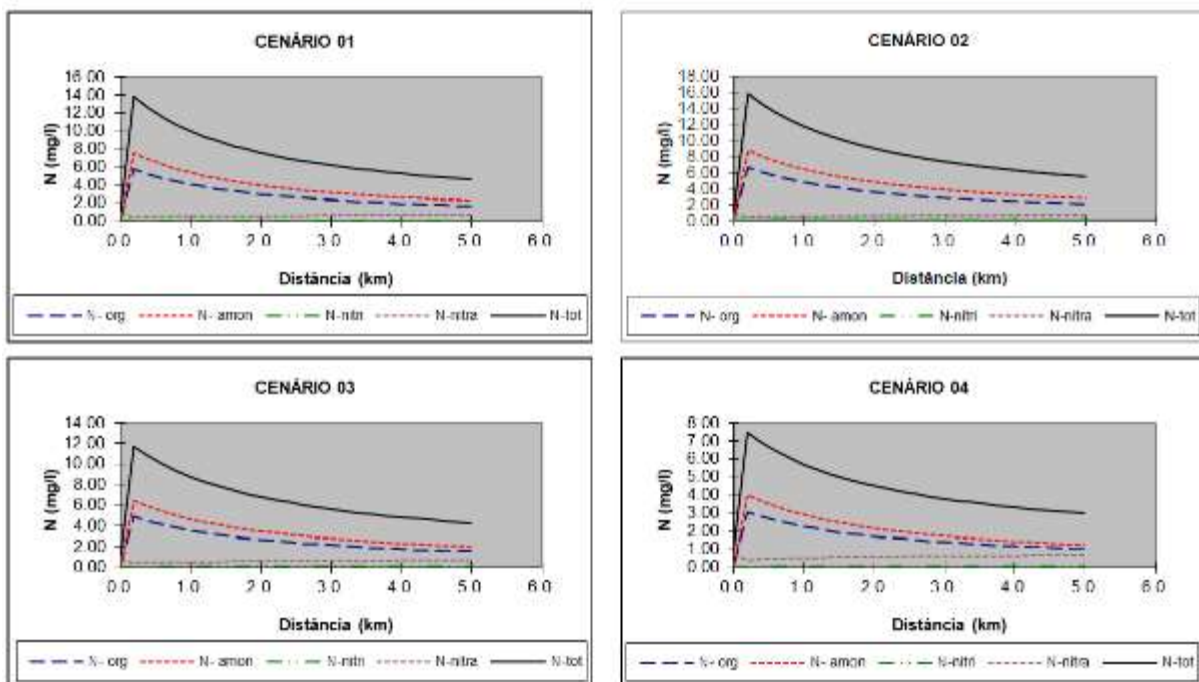 CENÁRIO 01
N (mg/l)
16.00
14.00
12.00
10.00
8.00
6.00
4.00
2.00
0.00
0.0 1.0 2.0 3.0 4.0 5.0 6.0
Distância (km)
N- org N- amon N-nitri N-nitra N-tot
CENÁRIO 02
N (mg/l)
18.00
16.00
14.00
12.00
10.00
8.00
6.00
4.00
2.00
0.00
0.0 1.0 2.0 3.0 4.0 5.0 6.0
Distância (km)
N- org N- amon N-nitri N-nitra N-tot
CENÁRIO 03
N (mg/l)
14.00
12.00
10.00
8.00
6.00
4.00
2.00
0.00
0.0 1.0 2.0 3.0 4.0 5.0 6.0
Distância (km)
N- org N- amon N-nitri N-nitra N-tot
CENÁRIO 04
N (mg/l)
8.00
7.00
6.00
5.00
4.00
3.00
2.00
1.00
0.00
0.0 1.0 2.0 3.0 4.0 5.0 6.0
Distância (km)
N- org N- amon N-nitri N-nitra N-tot